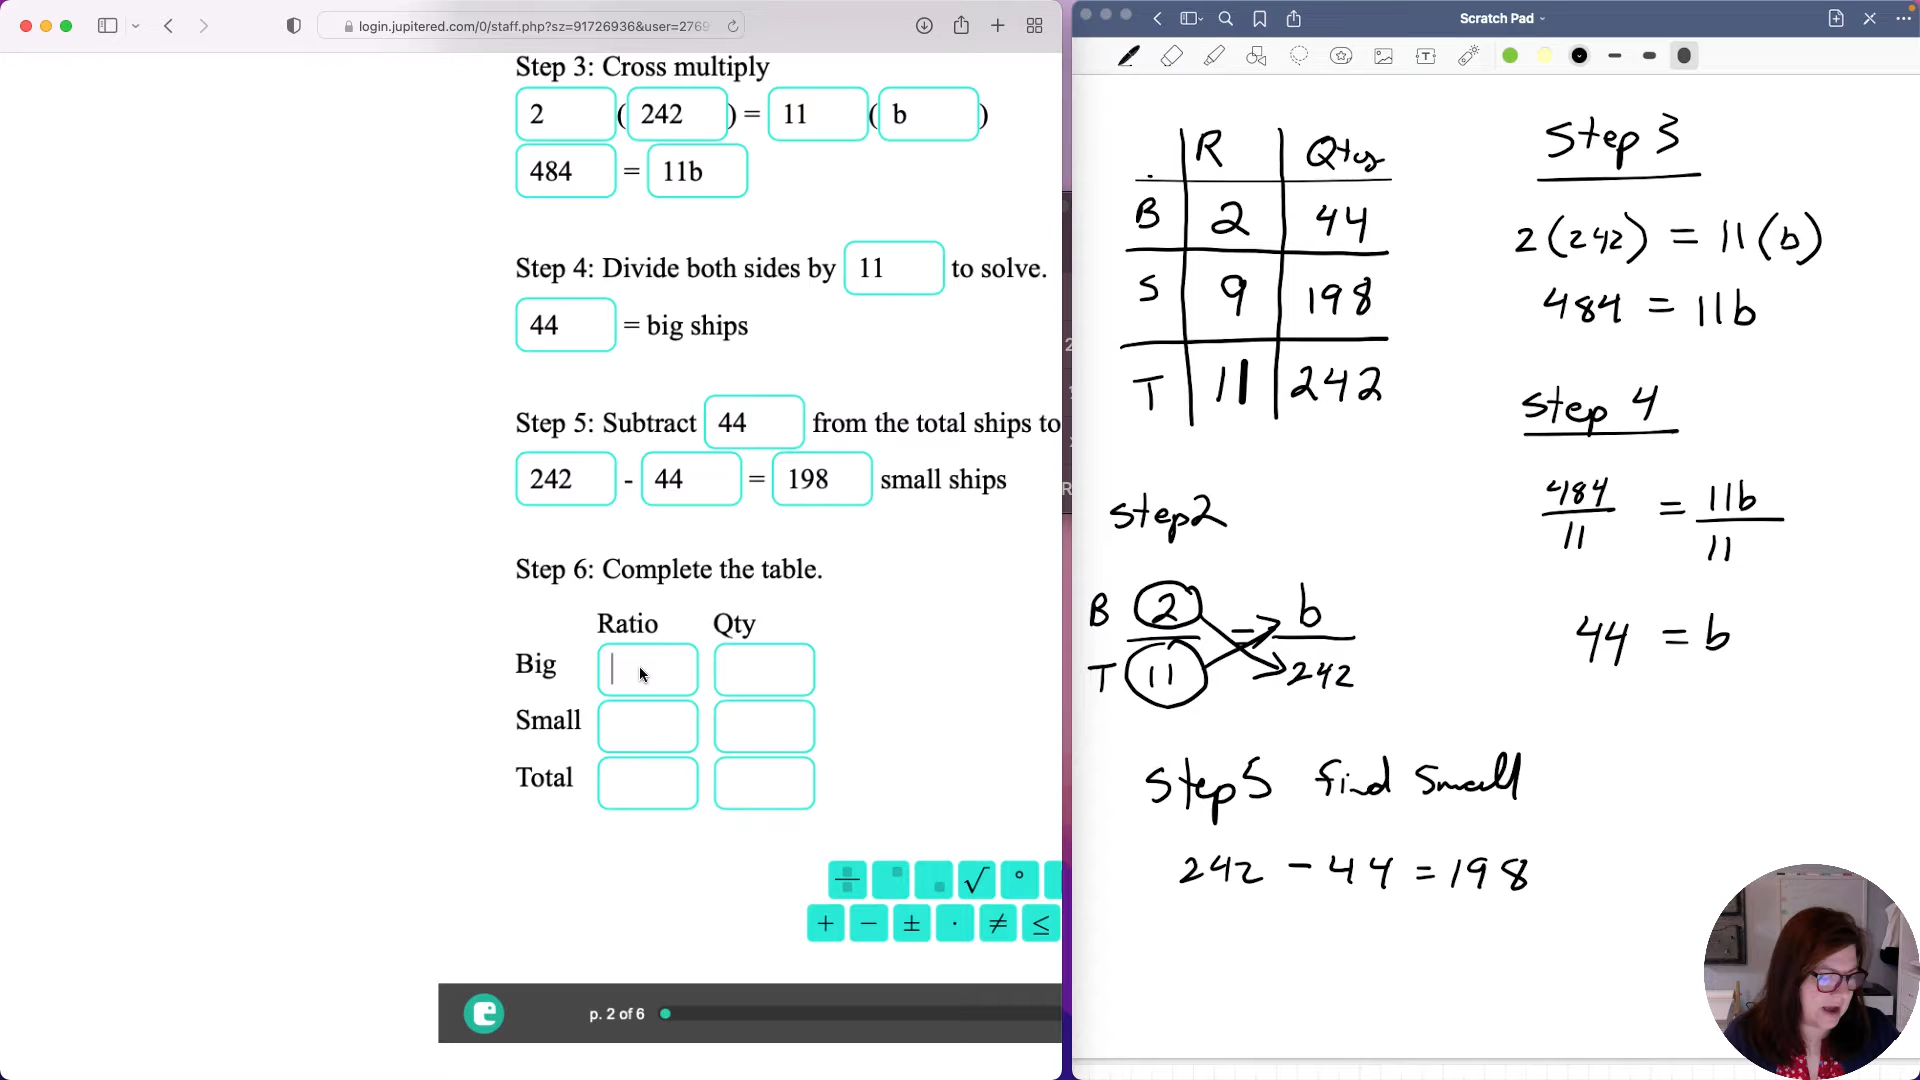 login.jupitered.com/0/staff.php?sz=91726936&user=2769
Step 3: Cross multiply
2 ( 242 ) = 11 ( b )
484 = 11b
Step 4: Divide both sides by 11 to solve.
44 = big ships
Step 5: Subtract 44 from the total ships to
242 - 44 = 198 small ships
Step 6: Complete the table.
Ratio Qty
Big
Small
Total
√ °
+ − ± · ≠ ≤
p. 2 of 6
Scratch Pad
R Qty
B 2 44
S 9 198
T 11 242
step2
B 2 = b
T 11 242
Step 3
2(242) = 11(b)
484 = 11b
step 4
484 = 11b
11 11
44 = b
Step5 find Small
242 - 44 = 198